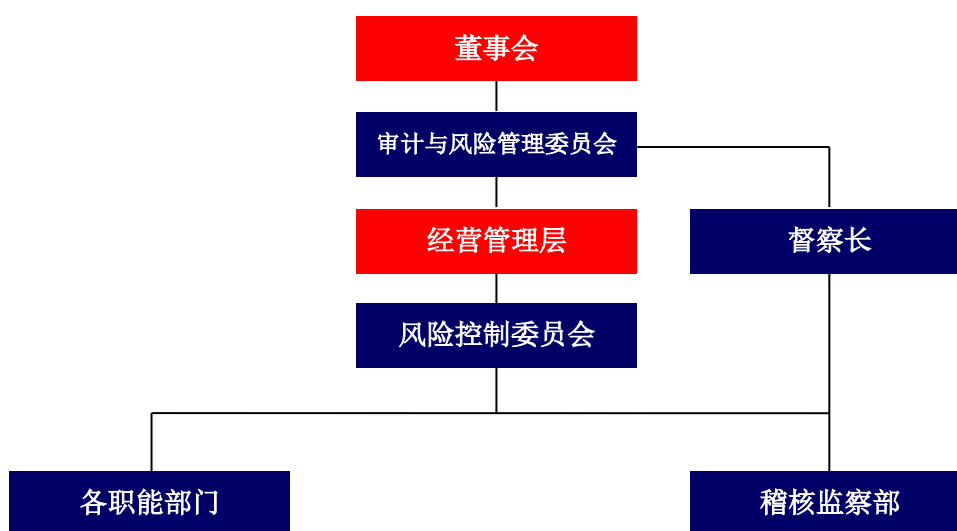 董事会
审计与风险管理委员会
经营管理层
督察长
风险控制委员会
各职能部门
稽核监察部